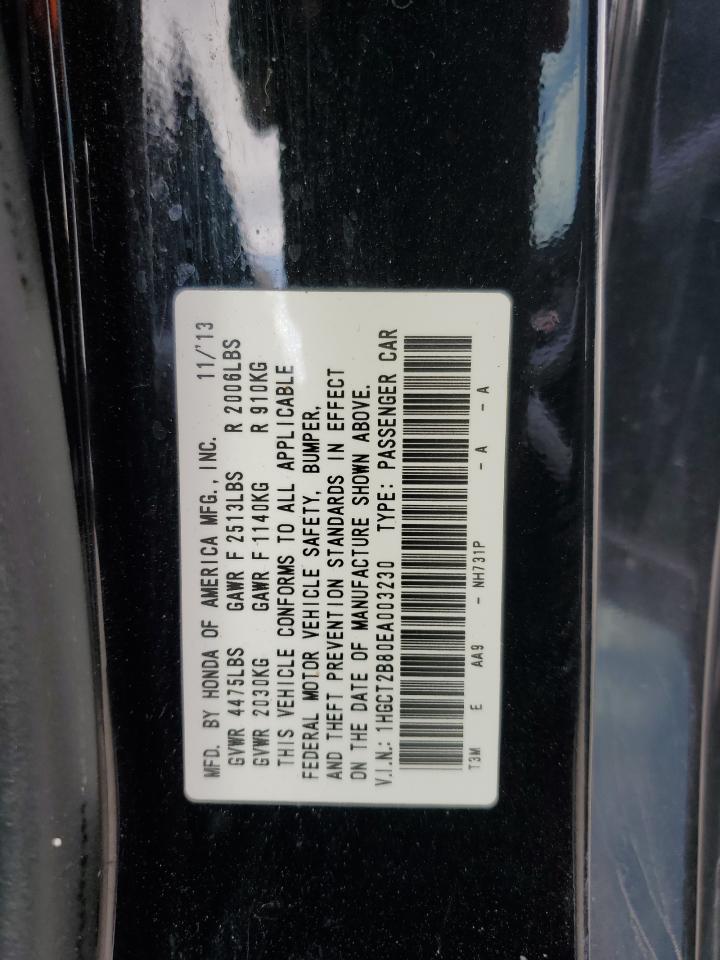 MFD. BY HONDA OF AMERICA MFG., INC. 11/'13
GVWR 4475LBS GAWR F 2513LBS R 2006LBS
GVWR 2030KG GAWR F 1140KG R 910KG
THIS VEHICLE CONFORMS TO ALL APPLICABLE
FEDERAL MOTOR VEHICLE SAFETY, BUMPER,
AND THEFT PREVENTION STANDARDS IN EFFECT
ON THE DATE OF MANUFACTURE SHOWN ABOVE.
V.I.N.: 1HGCT2B80EA003230 TYPE: PASSENGER CAR
T3M E AA9 - NH731P - A - A